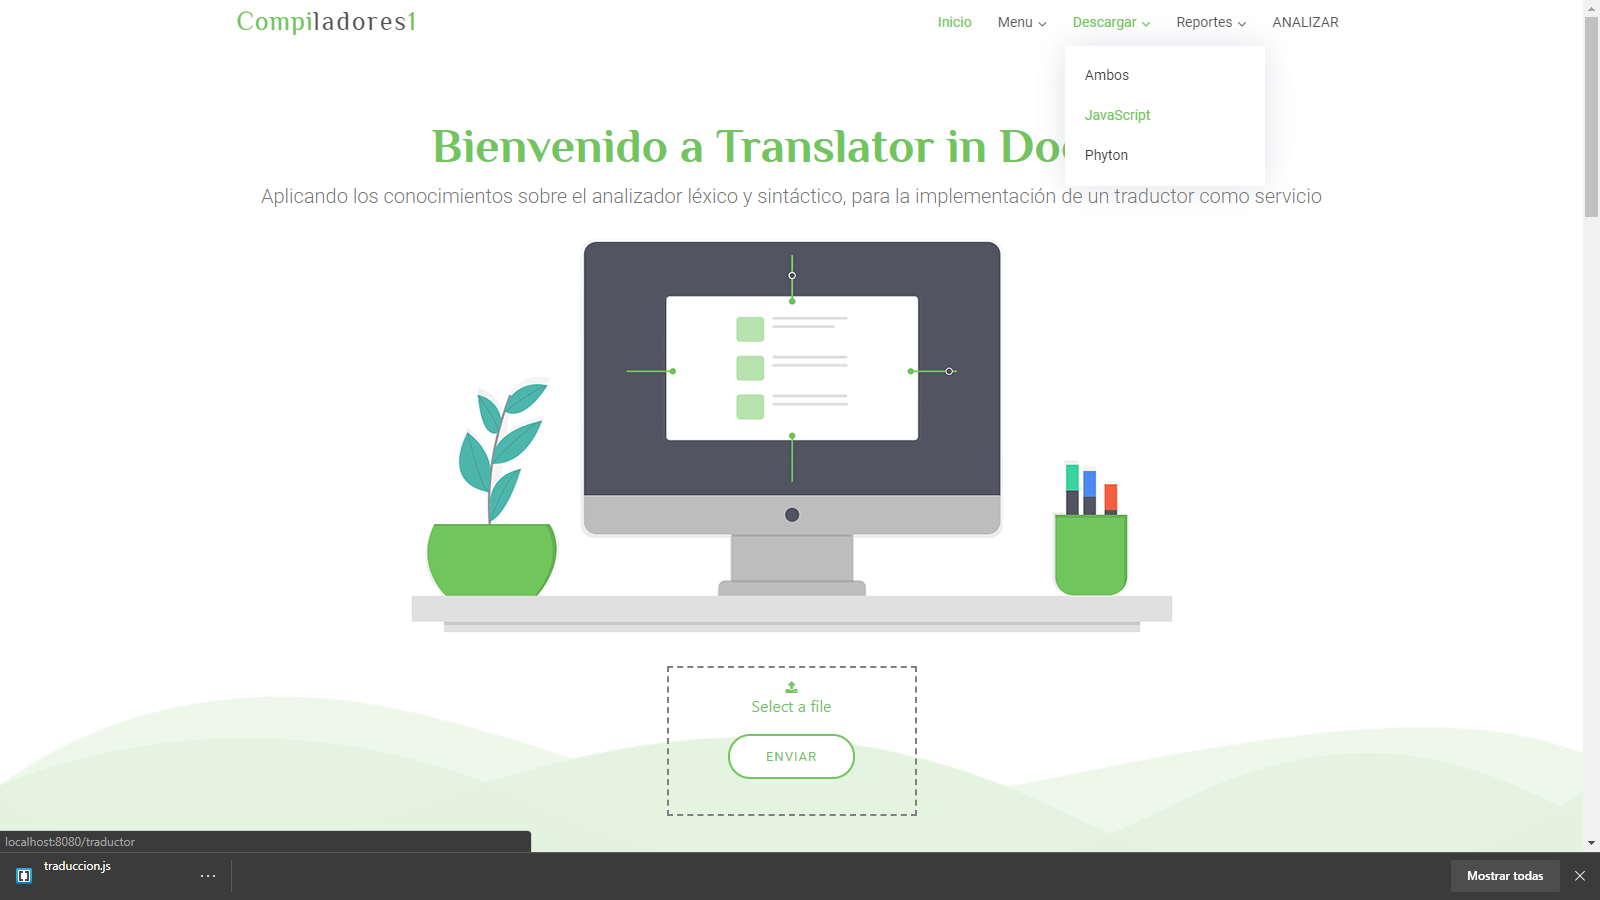 Compiladores1
Inicio
Menu
Descargar
Reportes
ANALIZAR
Ambos
JavaScript
Phyton
Bienvenido a Translator in
Aplicando los conocimientos sobre el analizador léxico y sintáctico, para la implementación de un traductor como servicio
Select a file
ENVIAR
localhost:8080/traductor
traduccion.js
...
Mostrar todas